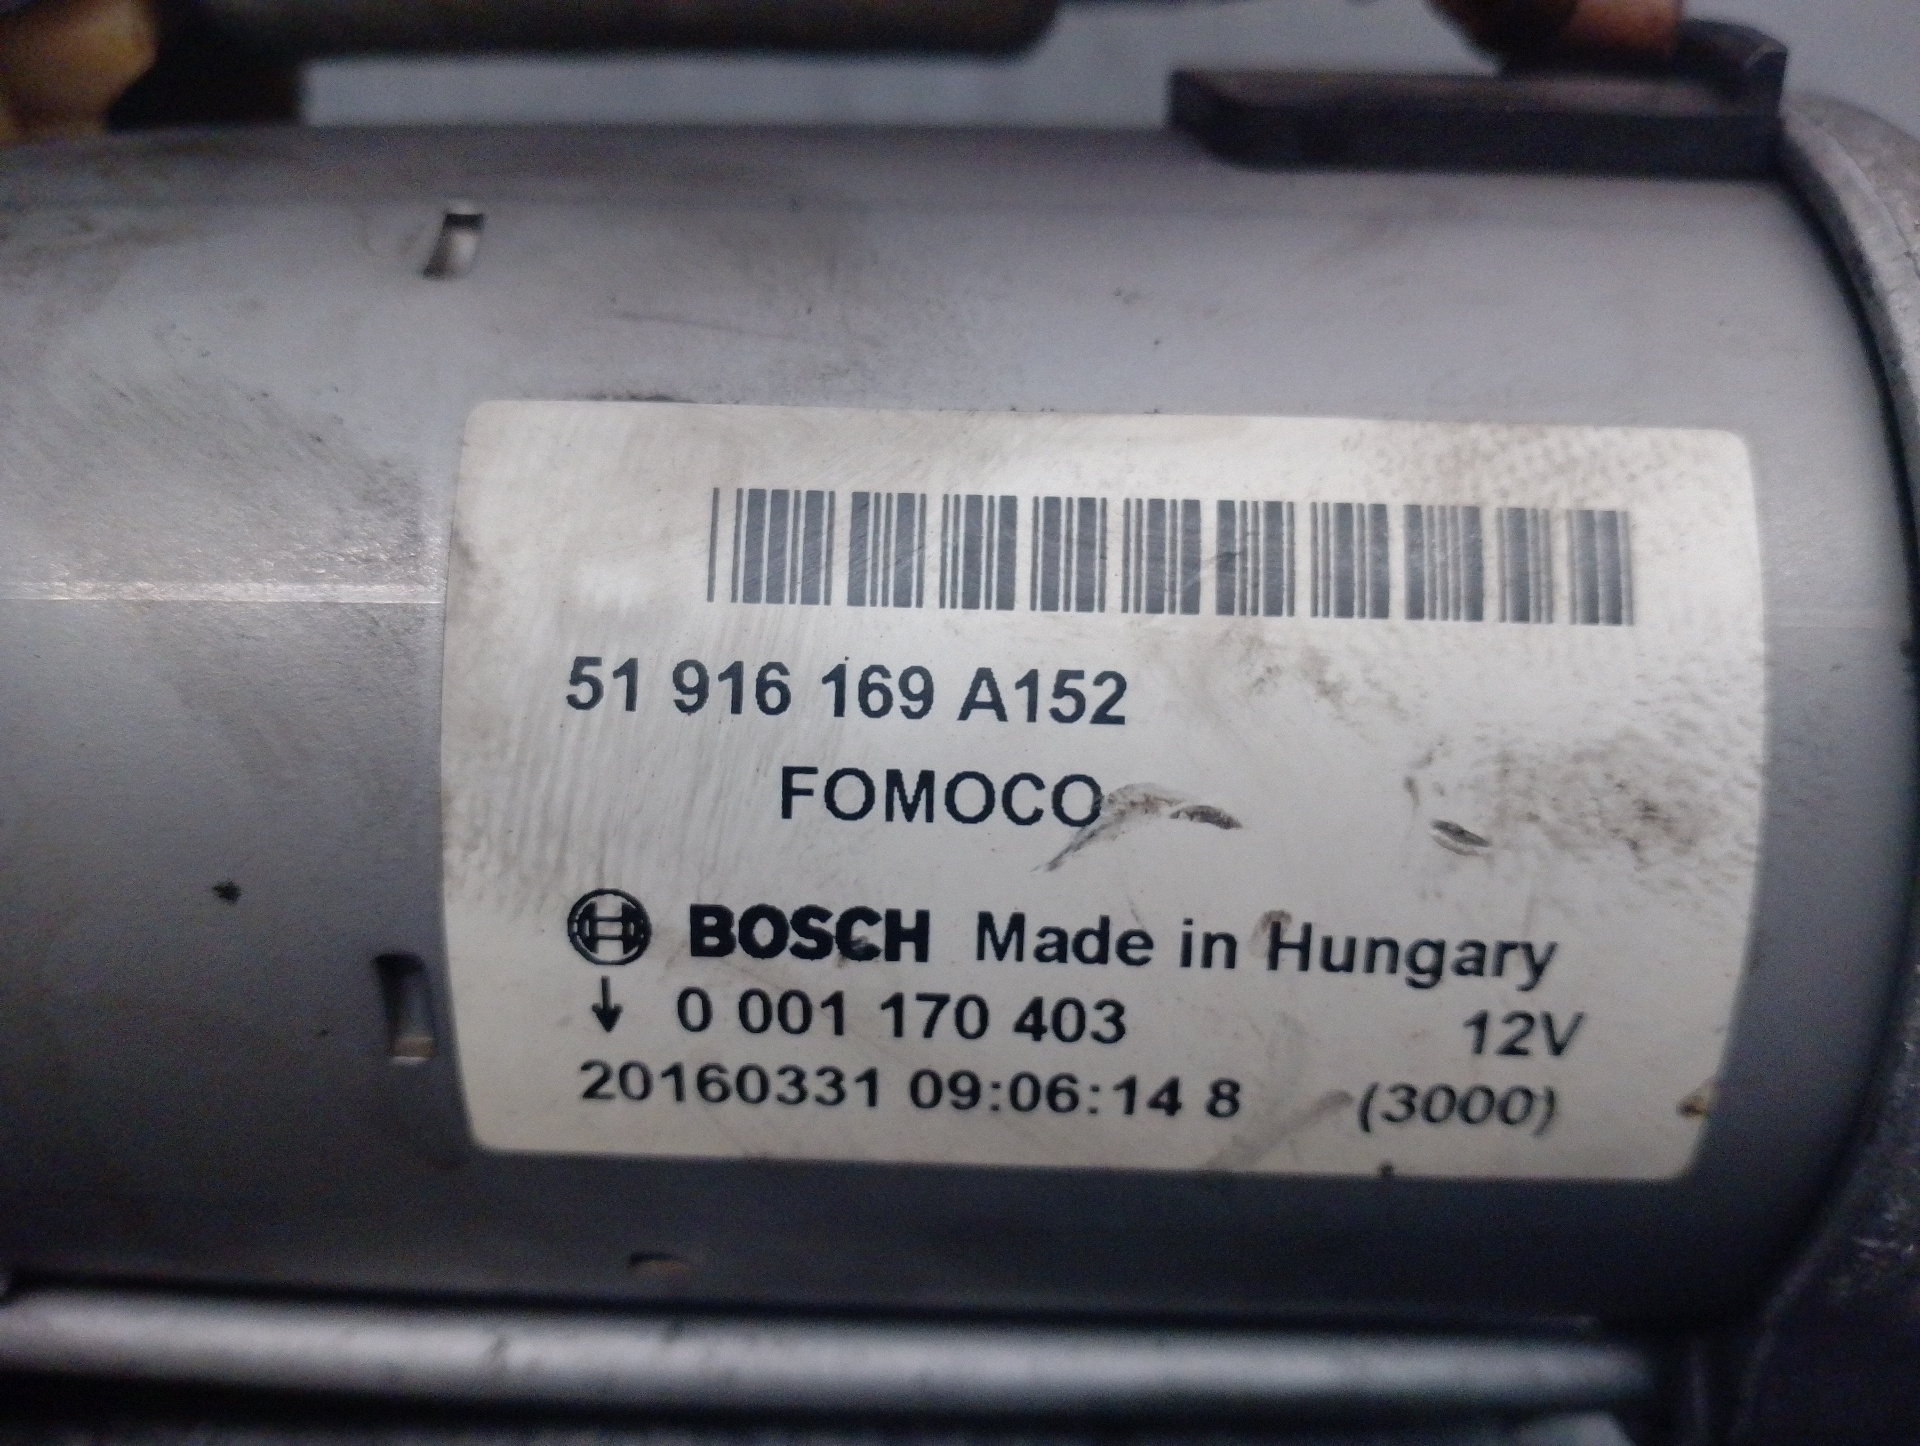 51 916 169 A152
FOMOCO
BOSCH Made in Hungary
↓ 0 001 170 403 12V
20160331 09:06:14 8 (3000)